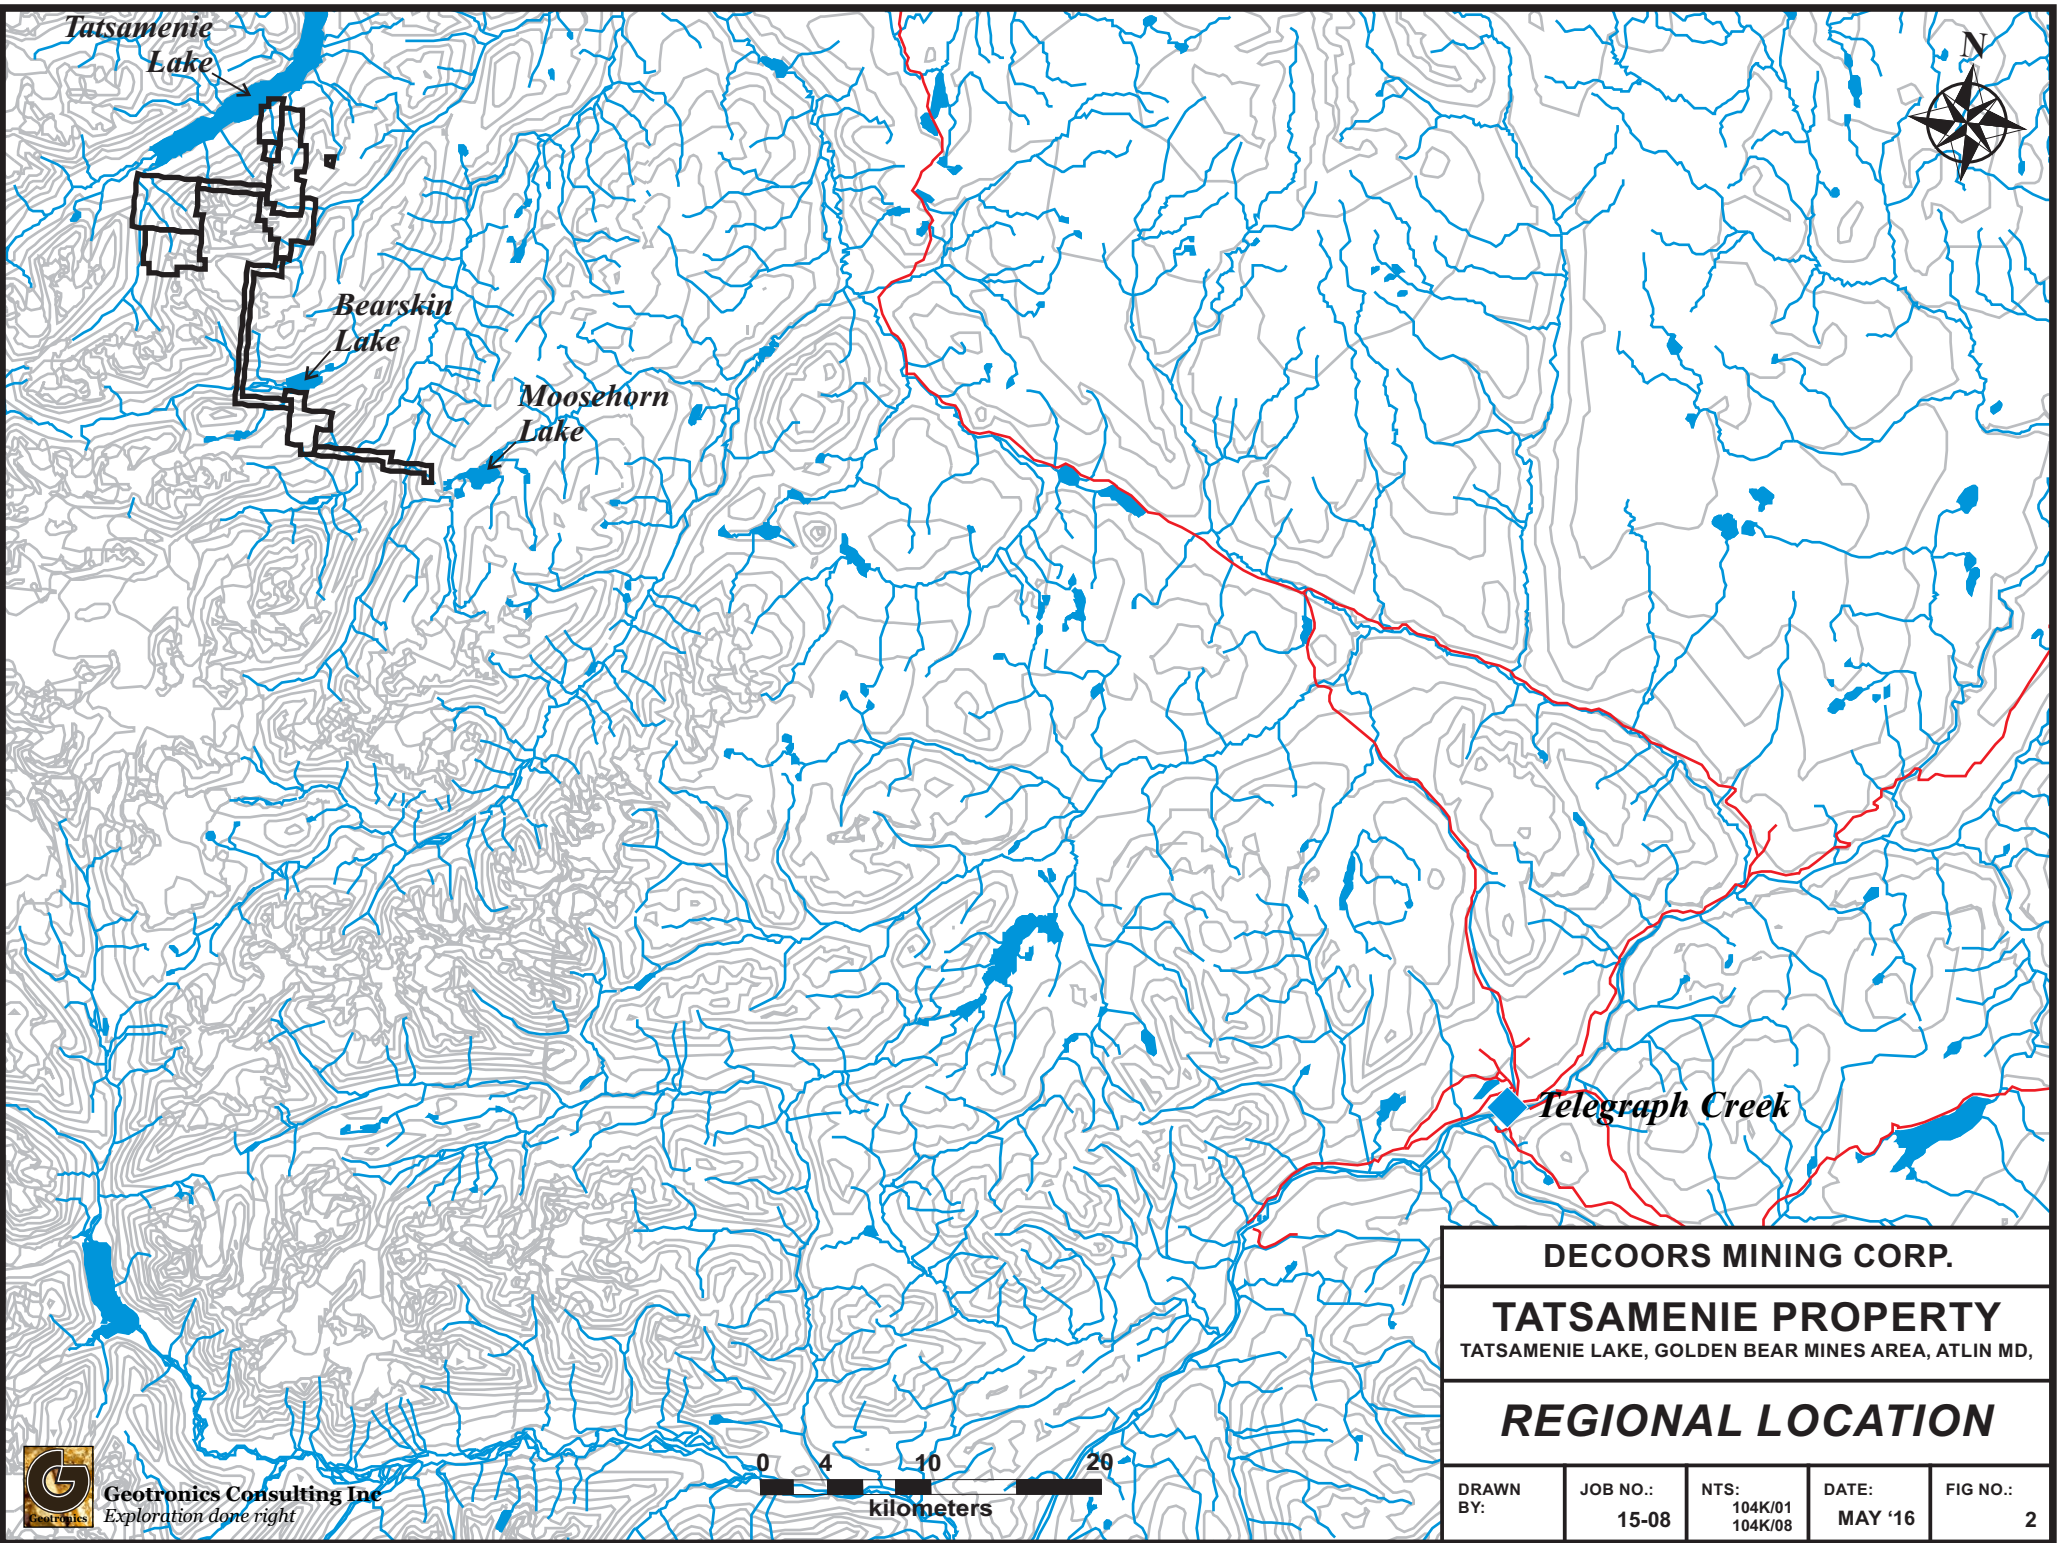 Tatsamenie
Lake
N
Bearskin
Lake
Moosehorn
Lake
Telegraph Creek
DECOORS MINING CORP.
TATSAMENIE PROPERTY
TATSAMENIE LAKE, GOLDEN BEAR MINES AREA, ATLIN MD,
REGIONAL LOCATION
DRAWN
BY:
JOB NO.:
15-08
NTS:
104K/01
104K/08
DATE:
MAY ‘16
FIG NO.:
2
0 4 10 20
kilometers
G
Geotronics
Geotronics Consulting Inc
Exploration done right